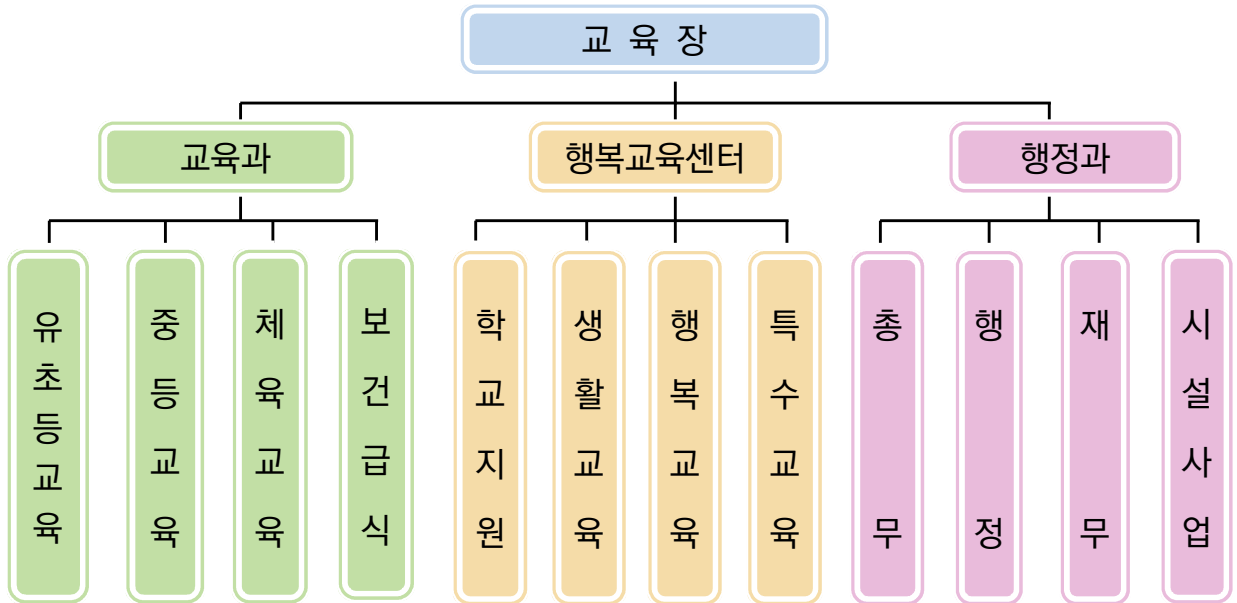 교 육 장
교육과
행복교육센터
행정과
유초등교육
중등교육
체육교육
보건급식
학교지원
생활교육
행복교육
특수교육
총무
행정
재무
시설사업